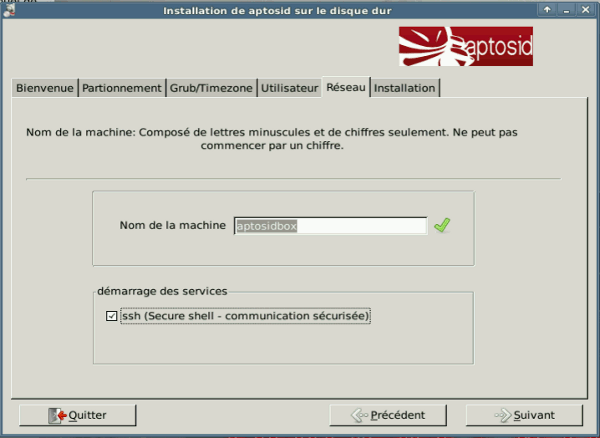 Installation de aptosid sur le disque dur
aptosid
Bienvenue Partionnement Grub/Timezone Utilisateur Réseau Installation
Nom de la machine: Composé de lettres minuscules et de chiffres seulement. Ne peut pas
commencer par un chiffre.
Nom de la machine aptosidbox
démarrage des services
ssh (Secure shell - communication sécurisée)
Quitter Précédent Suivant